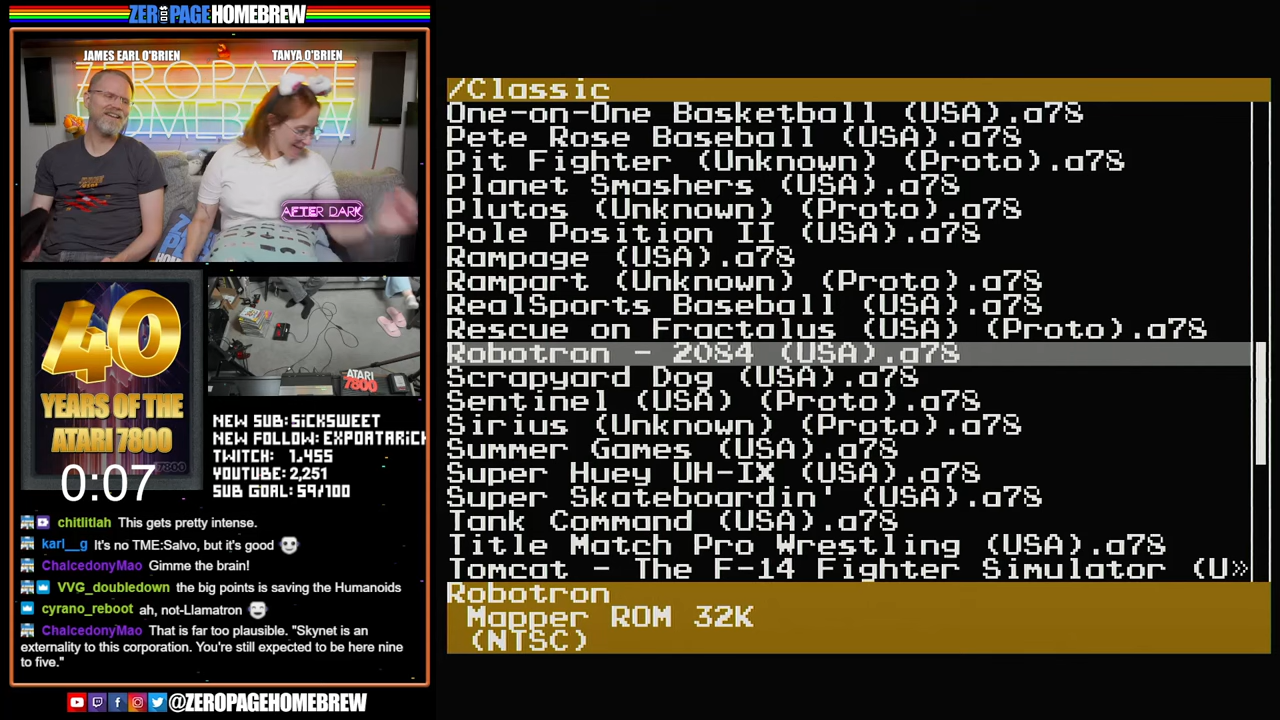 ZEROPAGEHOMEBREW
JAMES EARL O'BRIEN
TANYA O'BRIEN
ZEROPAGE
HOMEBREW
AFTER DARK
40
YEARS OF THE
ATARI 7800
0:07
ATARI
7800
NEW SUB: SICKSWEET
NEW FOLLOW: EXPORTARICK
TWITCH: 1,455
YOUTUBE: 2,251
SUB GOAL: 59/100
chitlitlah This gets pretty intense.
karl__g It's no TME:Salvo, but it's good
ChalcedonyMao Gimme the brain!
VVG_doubledown the big points is saving the Humanoids
cyrano_reboot ah, not-Llamatron
ChalcedonyMao That is far too plausible. "Skynet is an
externality to this corporation. You're still expected to be here nine
to five."
@ZEROPAGEHOMEBREW
/Classic
One-on-One Basketball (USA).a78
Pete Rose Baseball (USA).a78
Pit Fighter (Unknown) (Proto).a78
Planet Smashers (USA).a78
Plutos (Unknown) (Proto).a78
Pole Position II (USA).a78
Rampage (USA).a78
Rampart (Unknown) (Proto).a78
RealSports Baseball (USA).a78
Rescue on Fractalus (USA) (Proto).a78
Robotron - 2084 (USA).a78
Scrapyard Dog (USA).a78
Sentinel (USA) (Proto).a78
Sirius (Unknown) (Proto).a78
Summer Games (USA).a78
Super Huey UH-IX (USA).a78
Super Skateboardin' (USA).a78
Tank Command (USA).a78
Title Match Pro Wrestling (USA).a78
Tomcat - The F-14 Fighter Simulator (U»
Robotron
Mapper ROM 32K
(NTSC)